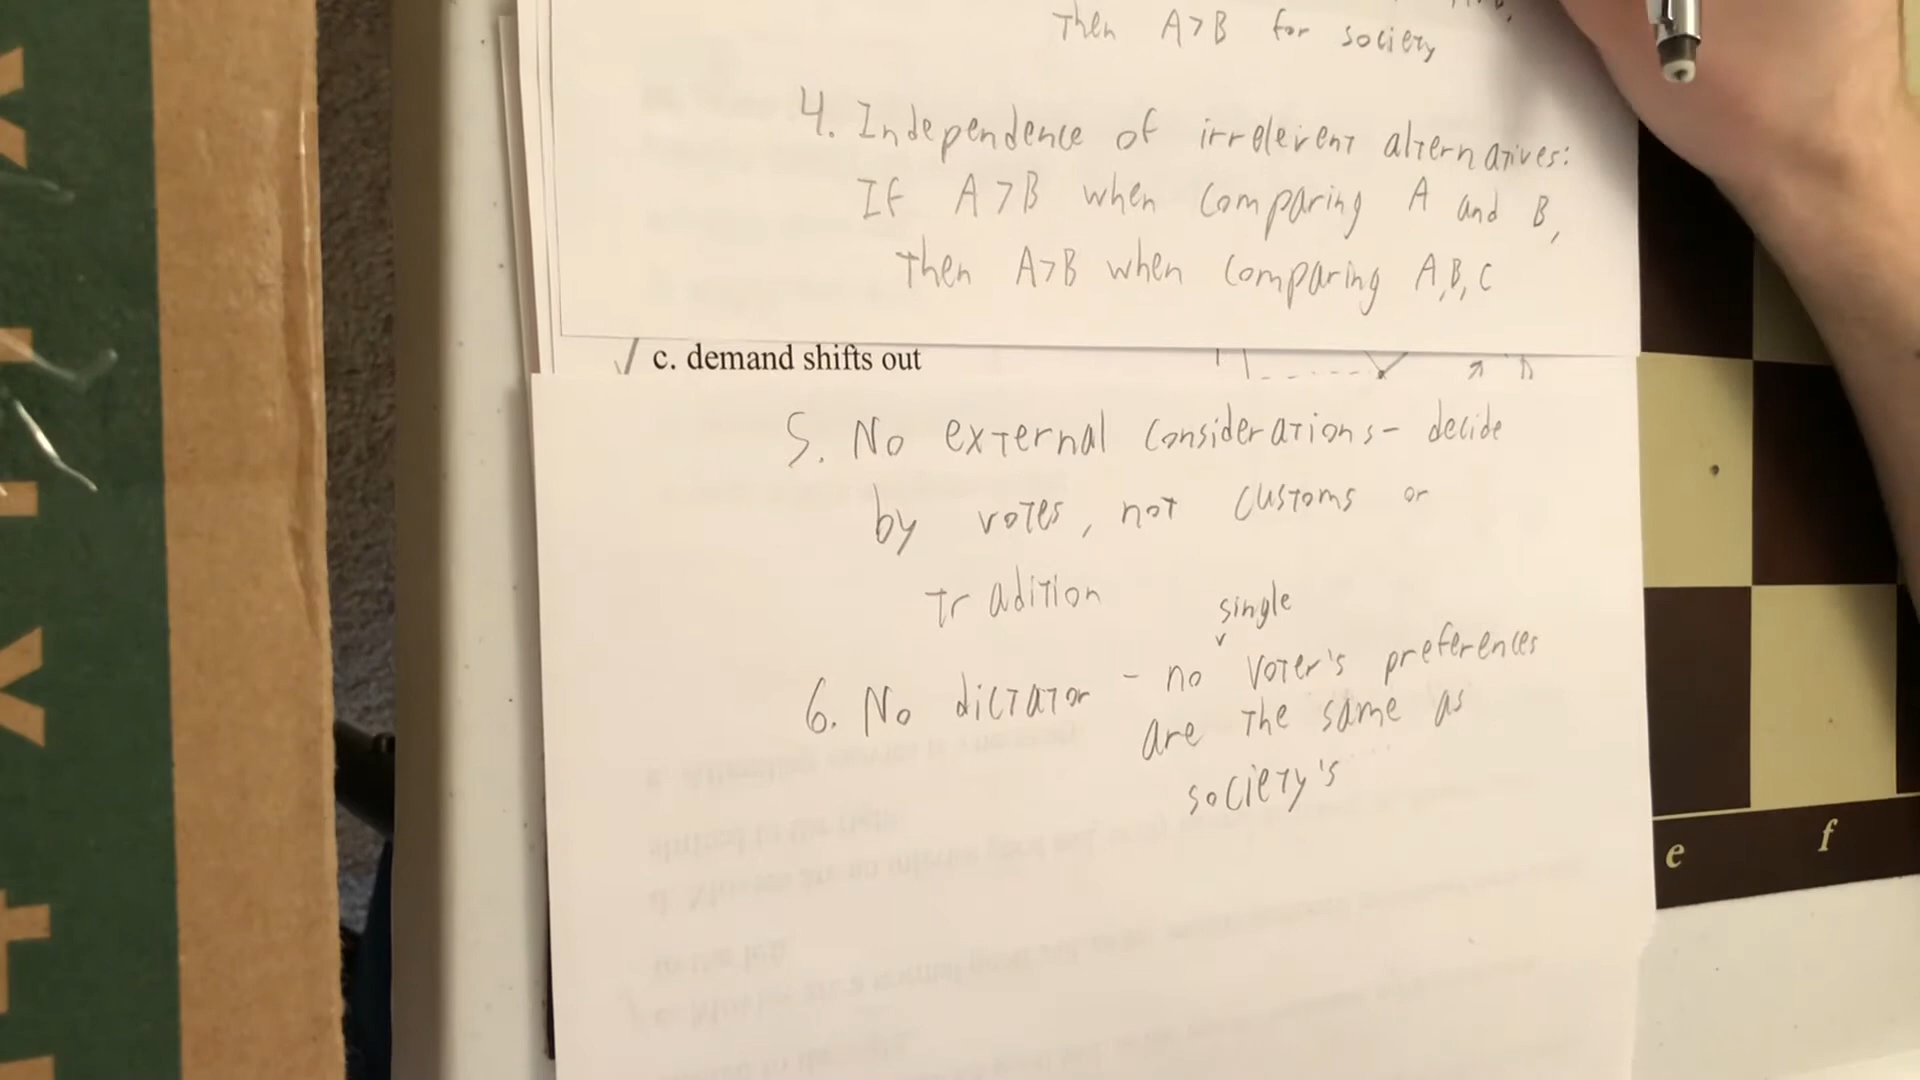 Then A>B for society
4. Independence of irrelevent alternatives:
If A>B when comparing A and B,
then A>B when comparing A,B,C
c. demand shifts out
5. No external considerations- decide
by votes, not customs or
tradition
single
6. No dictator - no voter's preferences
are the same as
society's
e f